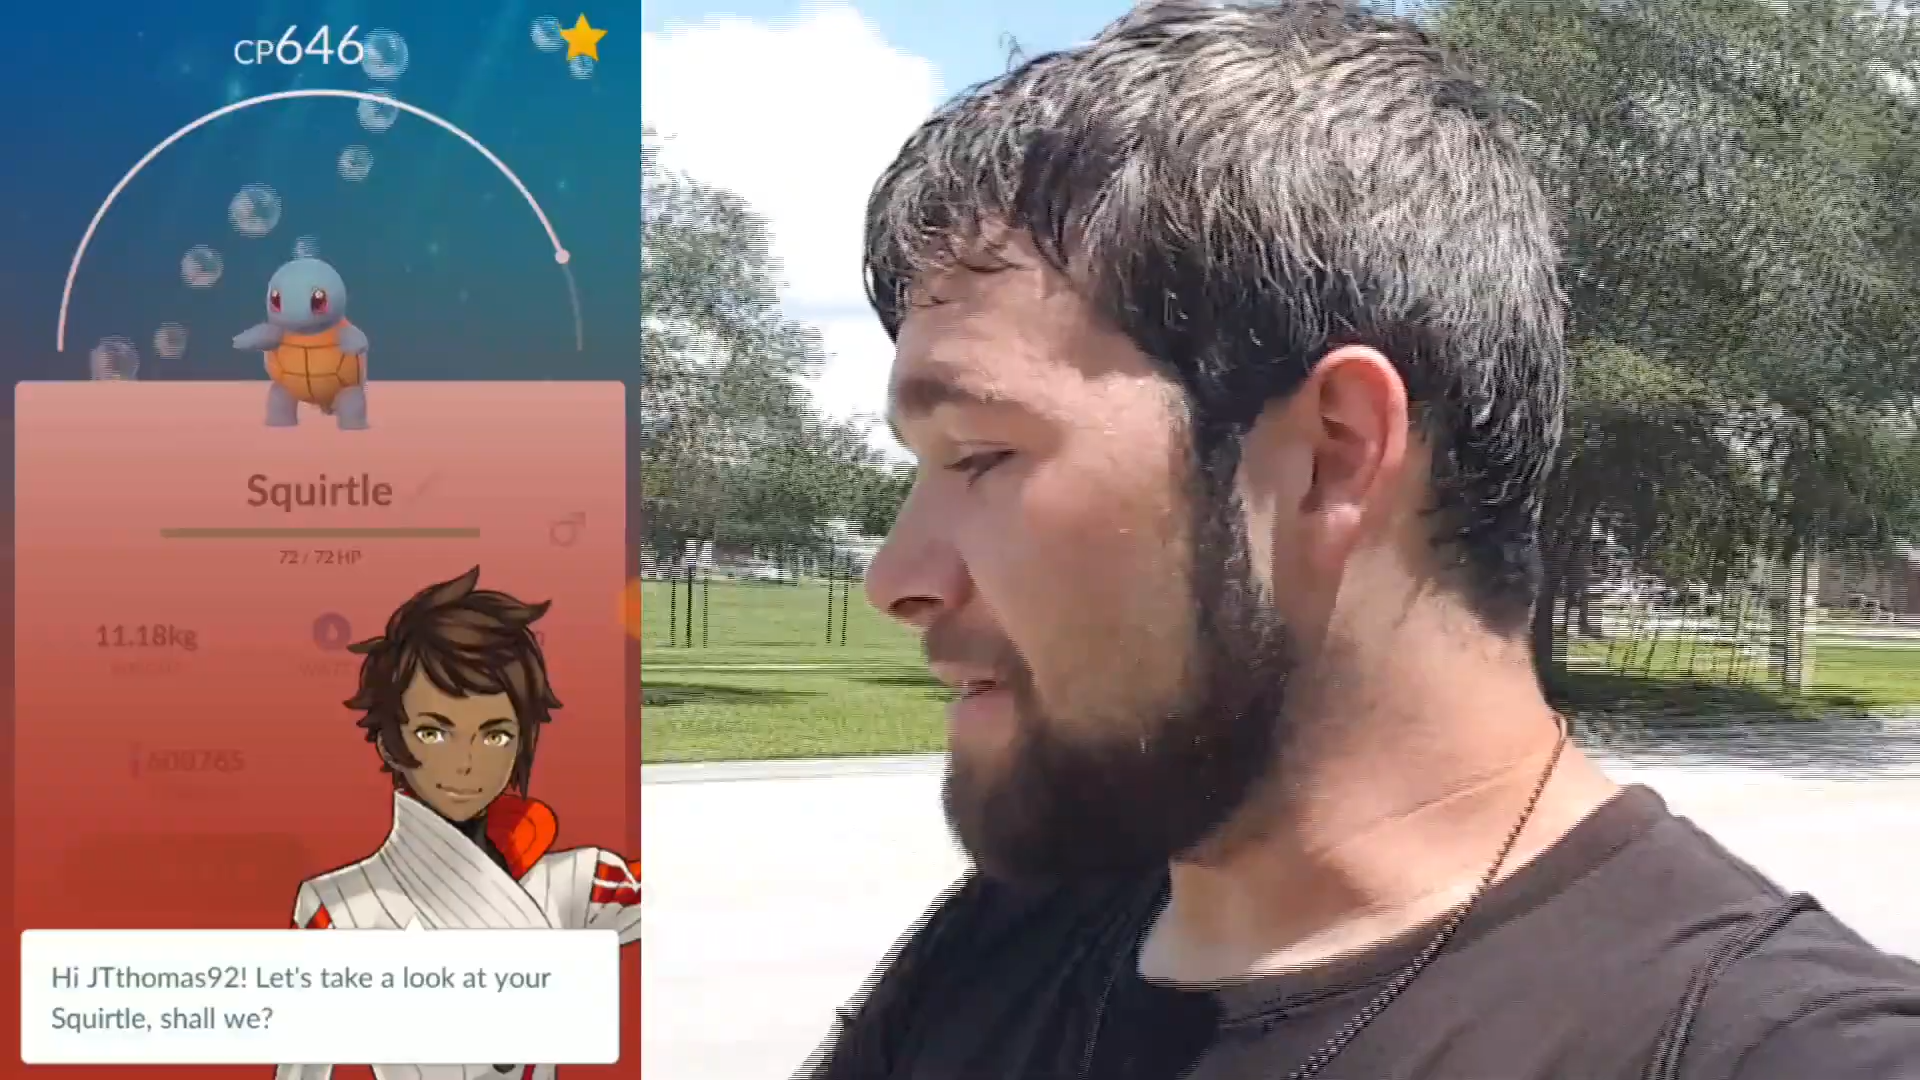 CP646
Squirtle
72 / 72 HP
11.18kg
Hi JTthomas92! Let's take a look at your
Squirtle, shall we?